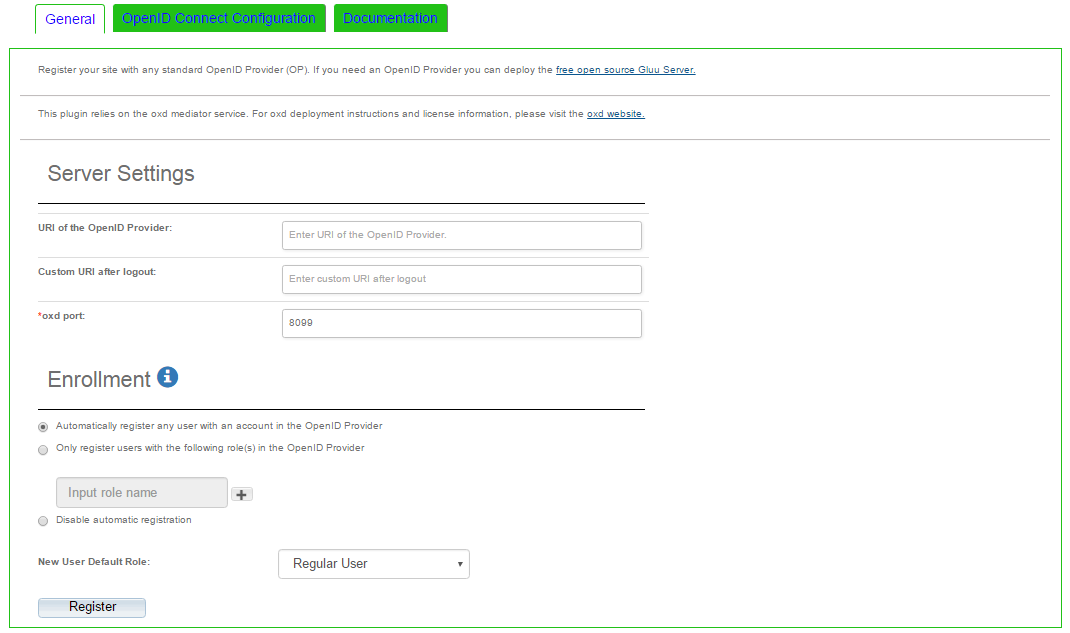 General OpenID Connect Configuration Documentation
Register your site with any standard OpenID Provider (OP). If you need an OpenID Provider you can deploy the free open source Gluu Server.
This plugin relies on the oxd mediator service. For oxd deployment instructions and license information, please visit the oxd website.
Server Settings
URI of the OpenID Provider: Enter URI of the OpenID Provider.
Custom URI after logout: Enter custom URI after logout
*oxd port: 8099
Enrollment
Automatically register any user with an account in the OpenID Provider
Only register users with the following role(s) in the OpenID Provider
Input role name
Disable automatic registration
New User Default Role: Regular User
Register